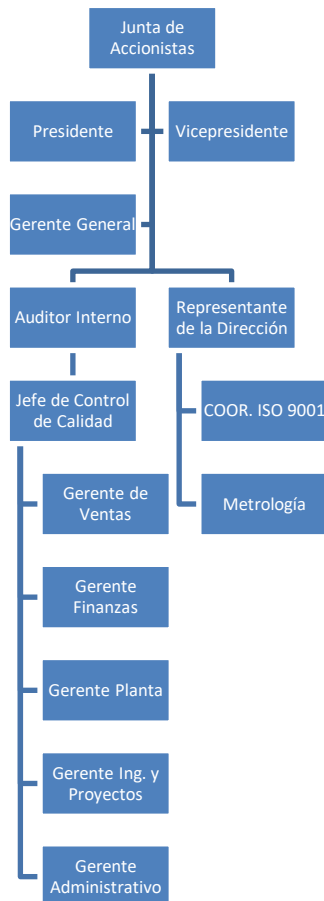 Junta de
Accionistas
Presidente
Vicepresidente
Gerente General
Auditor Interno
Representante
de la Dirección
Jefe de Control
de Calidad
COOR. ISO 9001
Gerente de
Ventas
Metrología
Gerente
Finanzas
Gerente Planta
Gerente Ing. y
Proyectos
Gerente
Administrativo